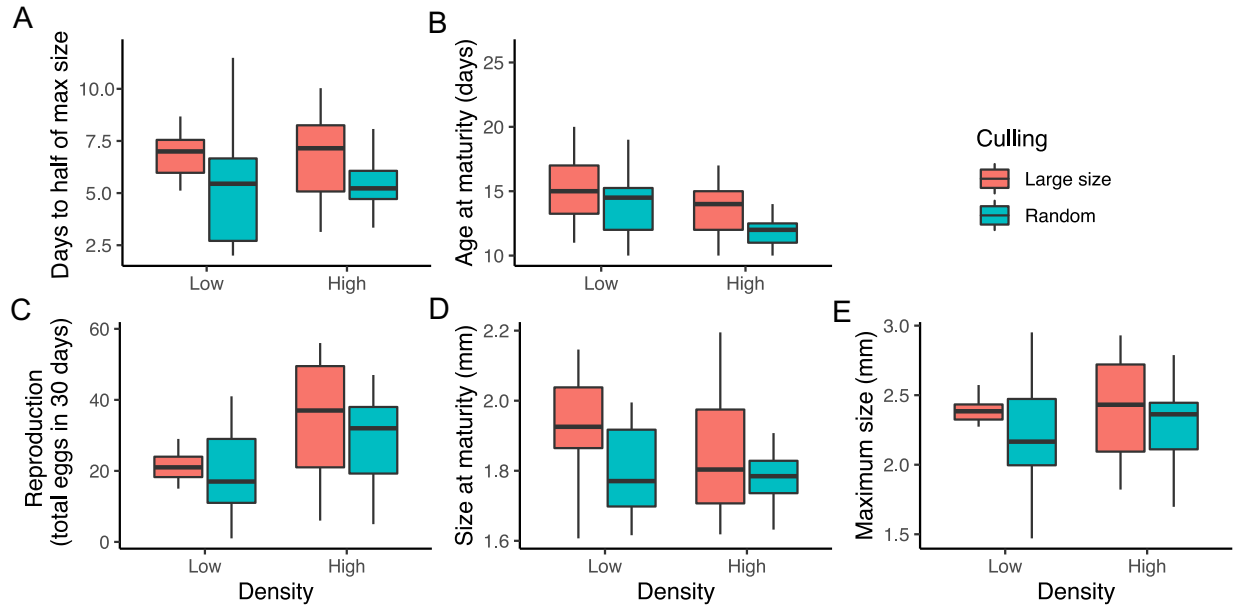 A
Days to half of max size
10.0
7.5
5.0
2.5
Low
High
B
Age at maturity (days)
25
20
15
10
Low
High
Culling
Large size
Random
C
Reproduction
(total eggs in 30 days)
60
40
20
0
Low
High
Density
D
Size at maturity (mm)
2.2
2.0
1.8
1.6
Low
High
Density
E
Maximum size (mm)
3.0
2.5
2.0
1.5
Low
High
Density